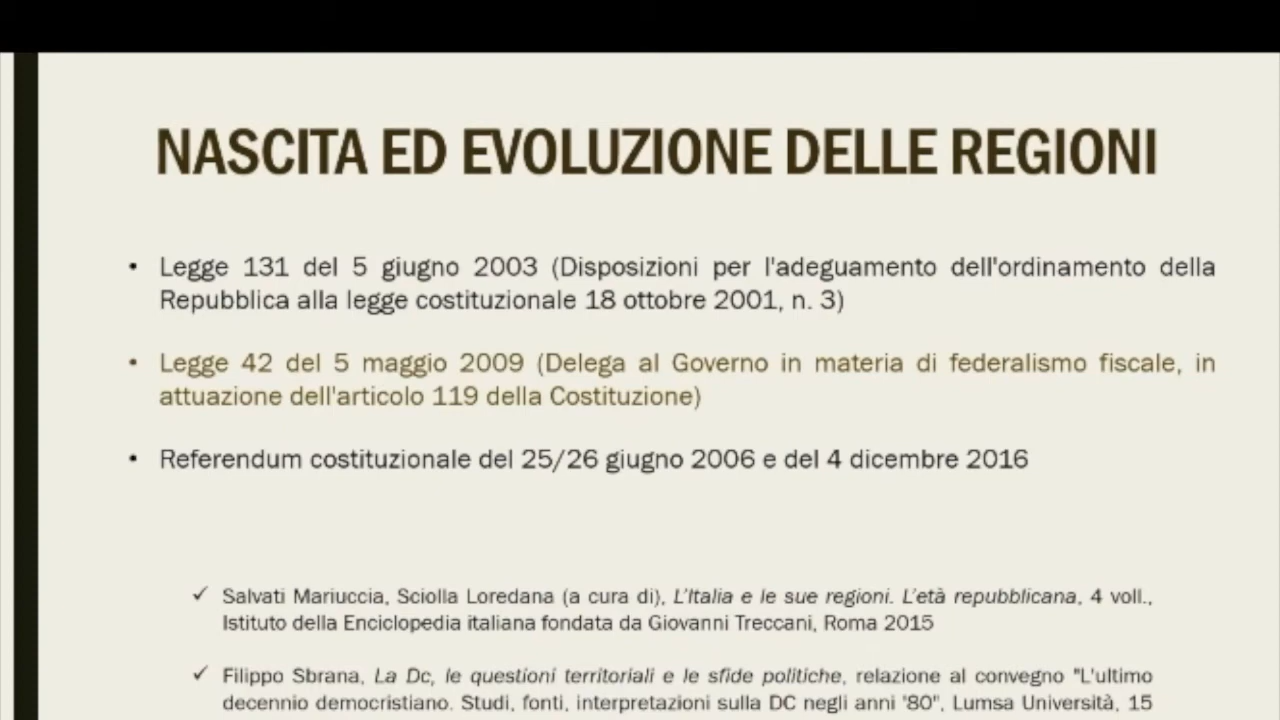 NASCITA ED EVOLUZIONE DELLE REGIONI
• Legge 131 del 5 giugno 2003 (Disposizioni per l'adeguamento dell'ordinamento della
Repubblica alla legge costituzionale 18 ottobre 2001, n. 3)
• Legge 42 del 5 maggio 2009 (Delega al Governo in materia di federalismo fiscale, in
attuazione dell'articolo 119 della Costituzione)
• Referendum costituzionale del 25/26 giugno 2006 e del 4 dicembre 2016
✓ Salvati Mariuccia, Sciolla Loredana (a cura di), L'Italia e le sue regioni. L'età repubblicana, 4 voll.,
Istituto della Enciclopedia italiana fondata da Giovanni Treccani, Roma 2015
✓ Filippo Sbrana, La Dc, le questioni territoriali e le sfide politiche, relazione al convegno "L'ultimo
decennio democristiano. Studi, fonti, interpretazioni sulla DC negli anni '80", Lumsa Università, 15